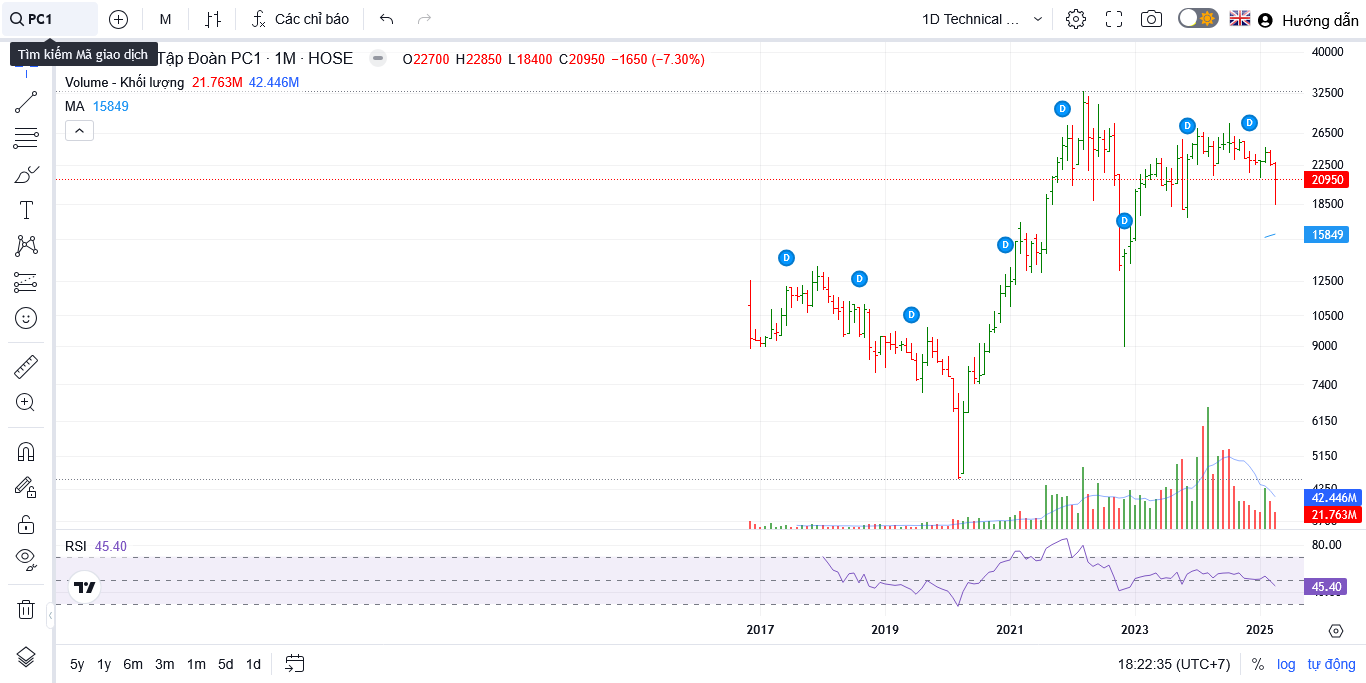 PC1
M
Các chỉ báo
1D Technical ...
Hướng dẫn
Tìm kiếm Mã giao dịch
Tập Đoàn PC1 · 1M · HOSE
O22700 H22850 L18400 C20950 −1650 (−7.30%)
Volume - Khối lượng 21.763M 42.446M
MA 15849
40000
32500
26500
22500
20950
18500
15849
12500
10500
9000
7400
6150
5150
42.446M
21.763M
D
D
D
D
D
D
D
D
RSI 45.40
80.00
45.40
2017
2019
2021
2023
2025
5y 1y 6m 3m 1m 5d 1d
18:22:35 (UTC+7)
% log tự động